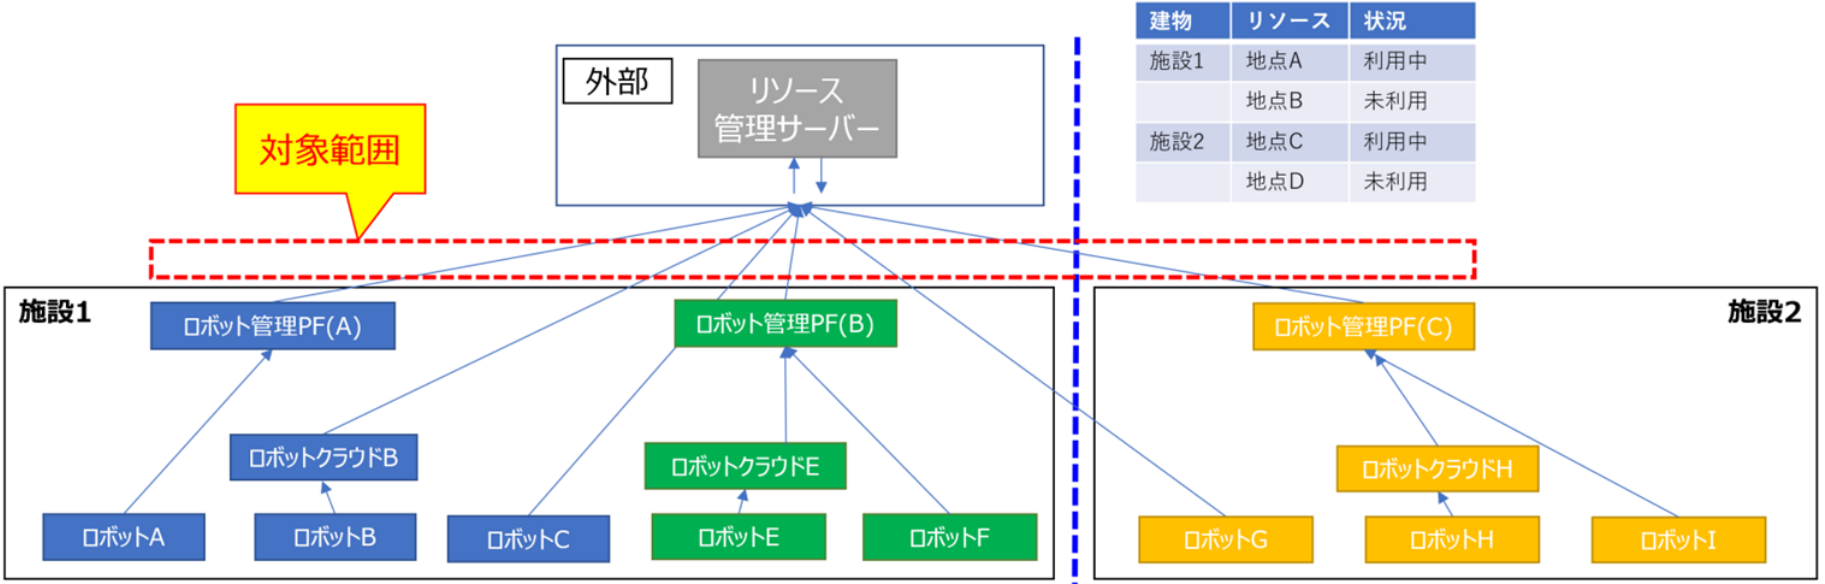 建物 リソース 状況
施設1 地点A 利用中
地点B 未利用
施設2 地点C 利用中
地点D 未利用
外部
リソース
管理サーバー
対象範囲
施設1
ロボット管理PF(A)
ロボット管理PF(B)
ロボットクラウドB
ロボットクラウドE
ロボットA
ロボットB
ロボットC
ロボットE
ロボットF
施設2
ロボット管理PF(C)
ロボットクラウドH
ロボットG
ロボットH
ロボットI